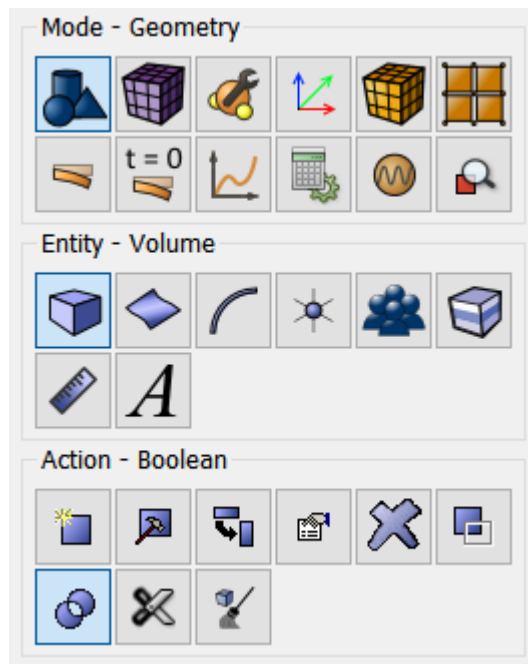 Mode - Geometry
t = 0
Entity - Volume
A
Action - Boolean